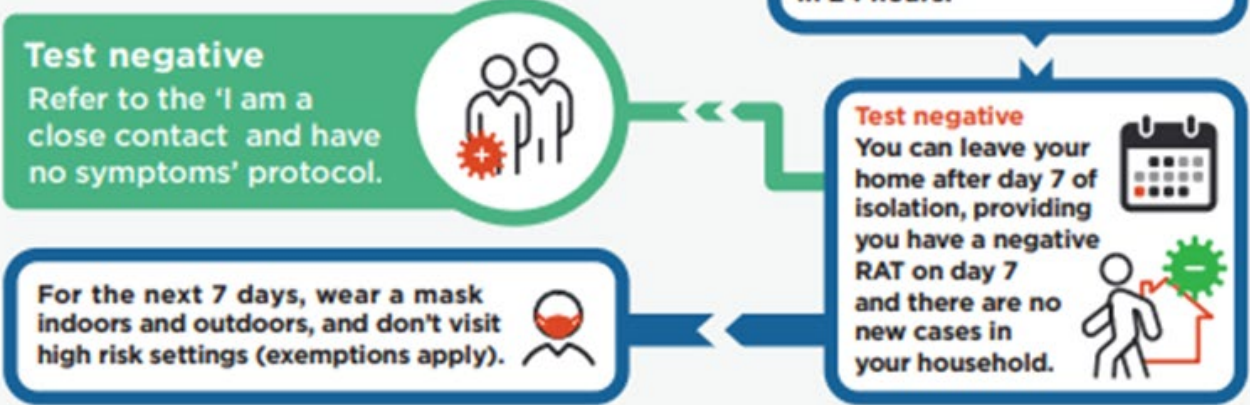 in 24 hours.
Test negative
Refer to the ‘I am a
close contact  and have
no symptoms’ protocol.
Test negative
You can leave your
home after day 7 of
isolation, providing
you have a negative
RAT on day 7
and there are no
new cases in
your household.
For the next 7 days, wear a mask
indoors and outdoors, and don't visit
high risk settings (exemptions apply).